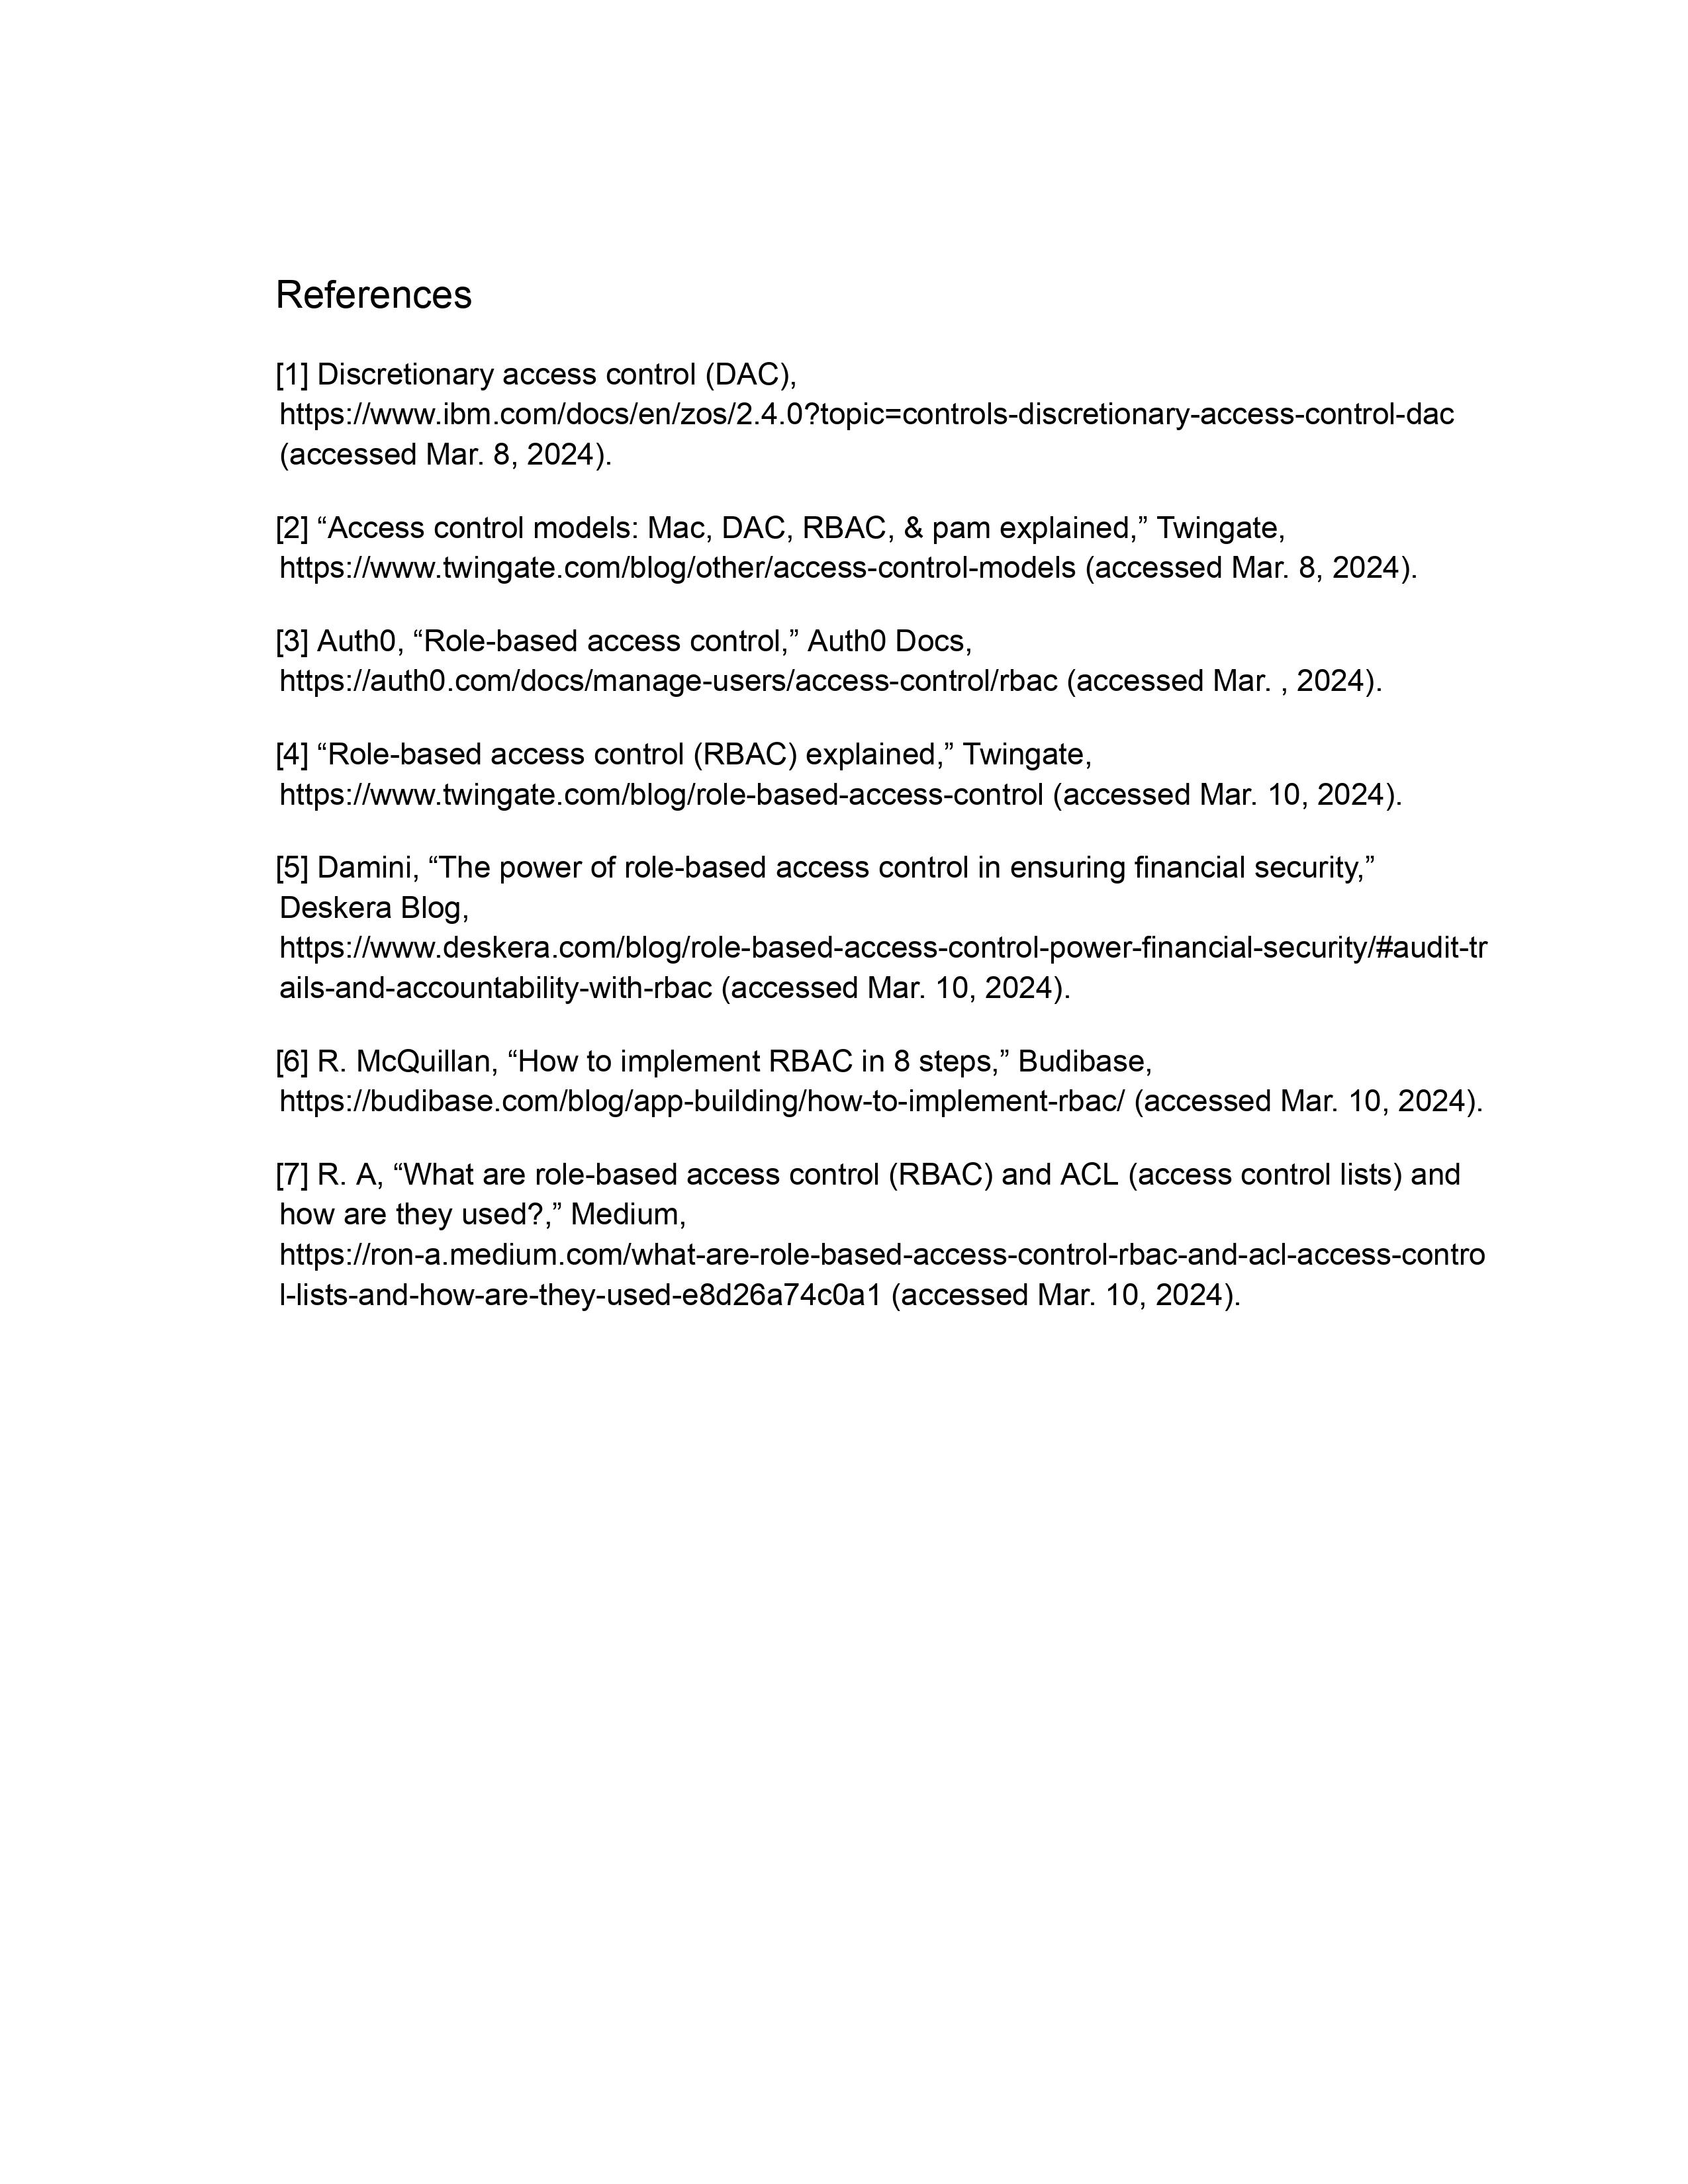 References
[1] Discretionary access control (DAC),
https://www.ibm.com/docs/en/zos/2.4.0?topic=controls-discretionary-access-control-dac
(accessed Mar. 8, 2024).
[2] “Access control models: Mac, DAC, RBAC, & pam explained,” Twingate,
https://www.twingate.com/blog/other/access-control-models (accessed Mar. 8, 2024).
[3] Auth0, “Role-based access control,” Auth0 Docs,
https://auth0.com/docs/manage-users/access-control/rbac (accessed Mar. , 2024).
[4] “Role-based access control (RBAC) explained,” Twingate,
https://www.twingate.com/blog/role-based-access-control (accessed Mar. 10, 2024).
[5] Damini, “The power of role-based access control in ensuring financial security,”
Deskera Blog,
https://www.deskera.com/blog/role-based-access-control-power-financial-security/#audit-tr
ails-and-accountability-with-rbac (accessed Mar. 10, 2024).
[6] R. McQuillan, “How to implement RBAC in 8 steps,” Budibase,
https://budibase.com/blog/app-building/how-to-implement-rbac/ (accessed Mar. 10, 2024).
[7] R. A, “What are role-based access control (RBAC) and ACL (access control lists) and
how are they used?,” Medium,
https://ron-a.medium.com/what-are-role-based-access-control-rbac-and-acl-access-contro
l-lists-and-how-are-they-used-e8d26a74c0a1 (accessed Mar. 10, 2024).